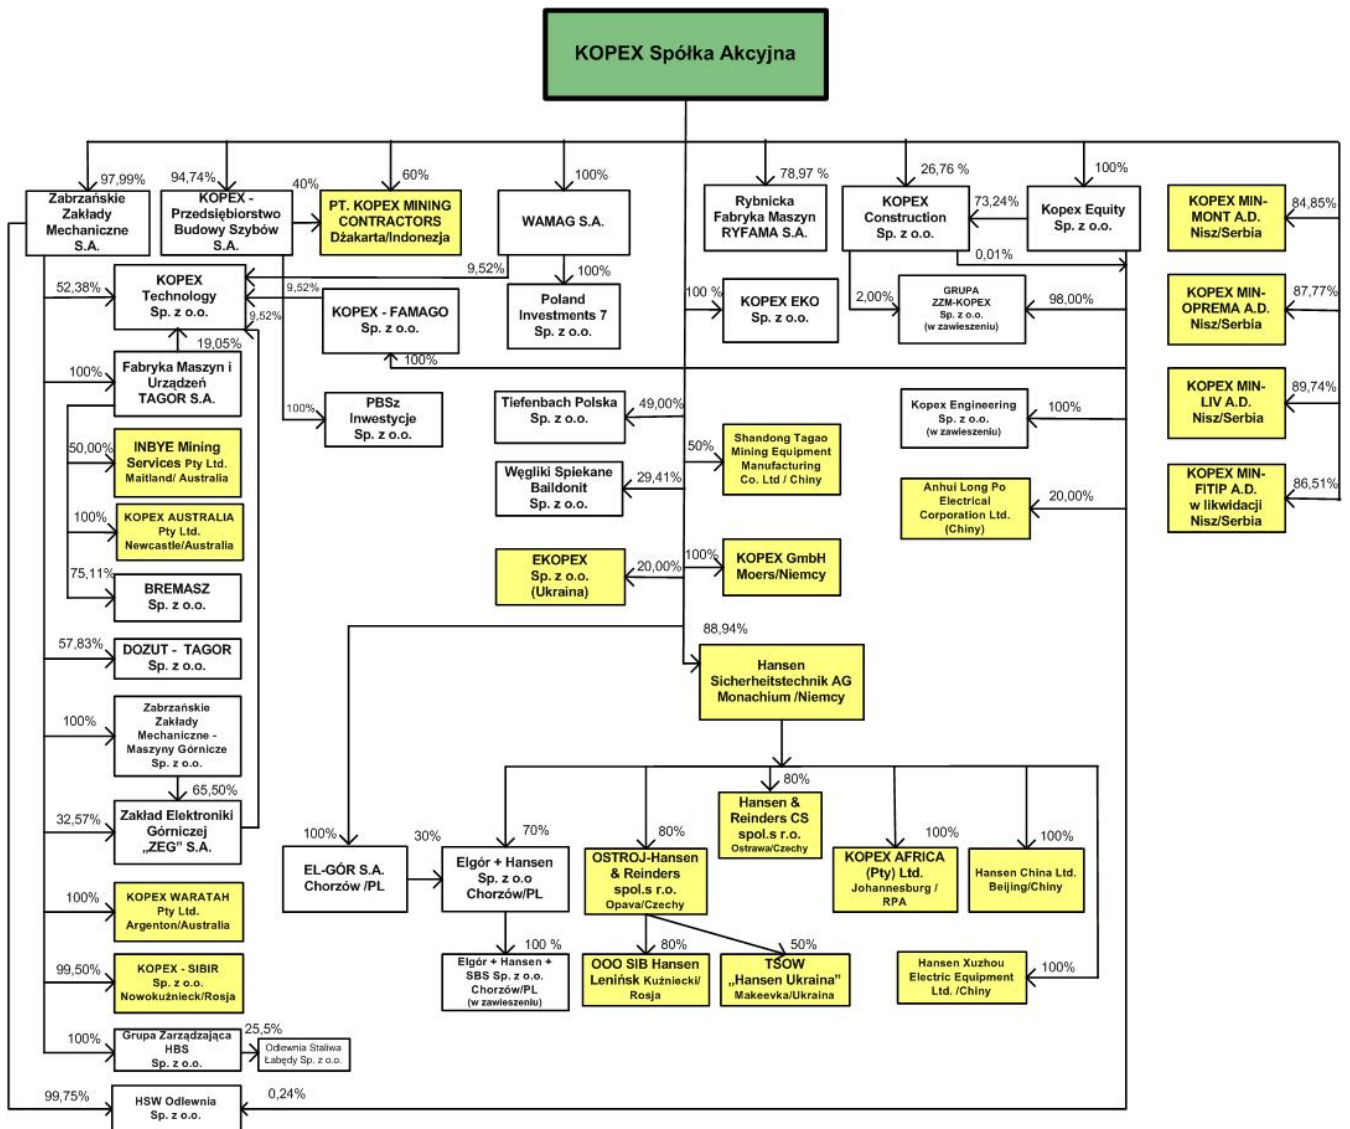 KOPEX Spółka Akcyjna
97,99%
94,74%
40%
60%
100%
78,97 %
26,76 %
100%
Zabrzańskie
Zakłady
Mechaniczne
S.A.
KOPEX -
Przedsiębiorstwo
Budowy Szybów
S.A.
PT. KOPEX MINING
CONTRACTORS
Dżakarta/Indonezja
WAMAG S.A.
Rybnicka
Fabryka Maszyn
RYFAMA S.A.
KOPEX
Construction
Sp. z o.o.
73,24%
Kopex Equity
Sp. z o.o.
KOPEX MIN-
MONT A.D.
Nisz/Serbia
84,85%
9,52%
100%
0,01%
52,38%
KOPEX
Technology
Sp. z o.o.
9,52%
9,52%
KOPEX - FAMAGO
Sp. z o.o.
Poland
Investments 7
Sp. z o.o.
100 %
KOPEX EKO
Sp. z o.o.
2,00%
GRUPA
ZZM-KOPEX
Sp. z o.o.
(w zawieszeniu)
98,00%
KOPEX MIN-
OPREMA A.D.
Nisz/Serbia
87,77%
19,05%
100%
100%
Fabryka Maszyn i
Urządzeń
TAGOR S.A.
100%
PBSz
Inwestycje
Sp. z o.o.
Tiefenbach Polska
Sp. z o.o.
49,00%
Kopex Engineering
Sp. z o.o.
(w zawieszeniu)
100%
KOPEX MIN-
LIV A.D.
Nisz/Serbia
89,74%
50,00%
INBYE Mining
Services Pty Ltd.
Maitland/ Australia
50%
Shandong Tagao
Mining Equipment
Manufacturing
Co. Ltd / Chiny
Węgliki Spiekane
Baildonit
Sp. z o.o.
29,41%
Anhui Long Po
Electrical
Corporation Ltd.
(Chiny)
20,00%
KOPEX MIN-
FITIP A.D.
w likwidacji
Nisz/Serbia
86,51%
100%
KOPEX AUSTRALIA
Pty Ltd.
Newcastle/Australia
75,11%
BREMASZ
Sp. z o.o.
EKOPEX
Sp. z o.o.
(Ukraina)
20,00%
100%
KOPEX GmbH
Moers/Niemcy
57,83%
DOZUT - TAGOR
Sp. z o.o.
88,94%
Hansen
Sicherheitstechnik AG
Monachium /Niemcy
100%
Zabrzańskie
Zakłady
Mechaniczne -
Maszyny Górnicze
Sp. z o.o.
65,50%
32,57%
Zakład Elektroniki
Górniczej
„ZEG” S.A.
100%
30%
70%
80%
80%
100%
100%
EL-GÓR S.A.
Chorzów /PL
Elgór + Hansen
Sp. z o.o
Chorzów/PL
OSTROJ-Hansen
& Reinders
spol.s r.o.
Opava/Czechy
Hansen &
Reinders CS
spol.s r.o.
Ostrawa/Czechy
KOPEX AFRICA
(Pty) Ltd.
Johannesburg /
RPA
Hansen China Ltd.
Beijing/Chiny
100%
KOPEX WARATAH
Pty Ltd.
Argenton/Australia
100 %
80%
50%
99,50%
KOPEX - SIBIR
Sp. z o.o.
Nowokuźnieck/Rosja
Elgór + Hansen +
SBS Sp. z o.o.
Chorzów/PL
(w zawieszeniu)
OOO SIB Hansen
Leninśk Kuźniecki/
Rosja
TSOW
„Hansen Ukraina”
Makeevka/Ukraina
Hansen Xuzhou
Electric Equipment
Ltd. /Chiny
100%
100%
Grupa Zarządzająca
HBS
Sp. z o.o.
25,5%
Odlewnia Staliwa
Łabędy Sp. z o.o.
99,75%
HSW Odlewnia
Sp. z o.o.
0,24%